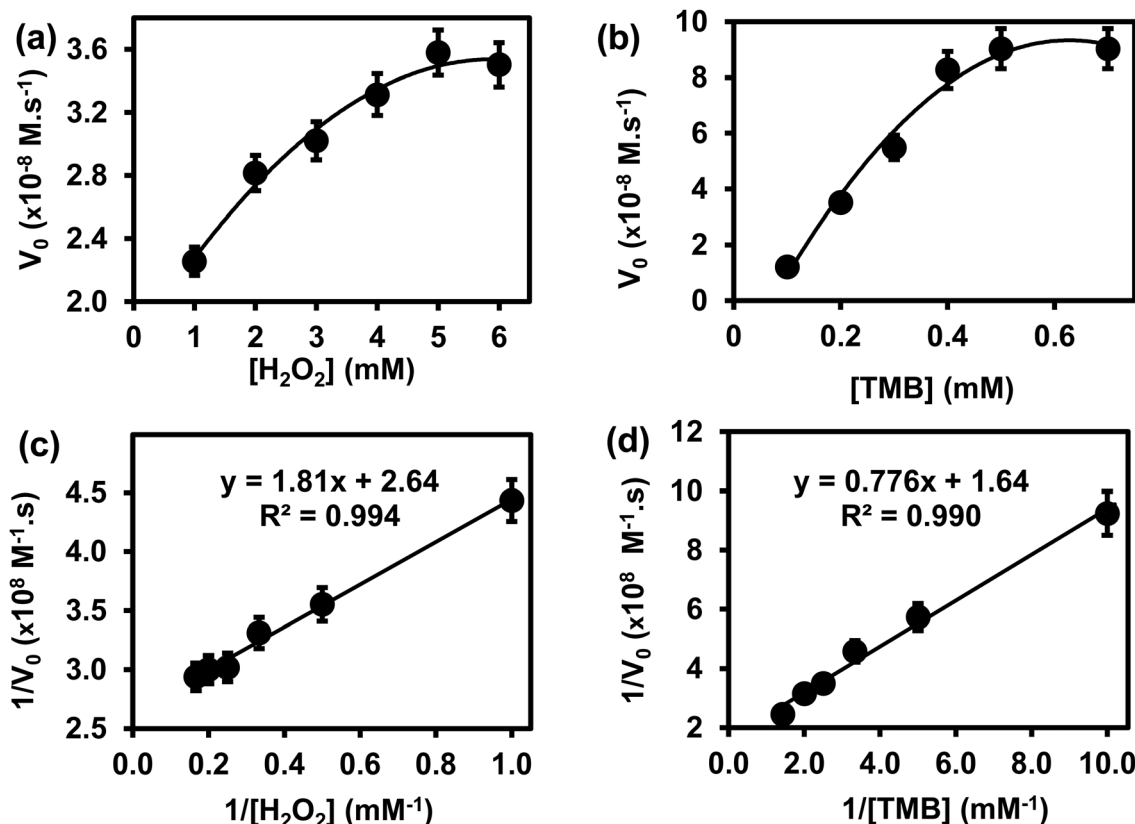 (a)
V₀ (x10⁻⁸ M.s⁻¹)
3.6
3.2
2.8
2.4
2.0
0 1 2 3 4 5 6
[H₂O₂] (mM)
(b)
V₀ (x10⁻⁸ M.s⁻¹)
10
8
6
4
2
0
0 0.2 0.4 0.6
[TMB] (mM)
(c)
1/V₀ (x10⁸ M⁻¹.s)
4.5
3.5
3.0
2.5
y = 1.81x + 2.64
R² = 0.994
0.0 0.2 0.4 0.6 0.8 1.0
1/[H₂O₂] (mM⁻¹)
(d)
1/V₀ (x10⁸ M⁻¹.s)
12
10
8
6
4
2
y = 0.776x + 1.64
R² = 0.990
0.0 2.0 4.0 6.0 8.0 10.0
1/[TMB] (mM⁻¹)